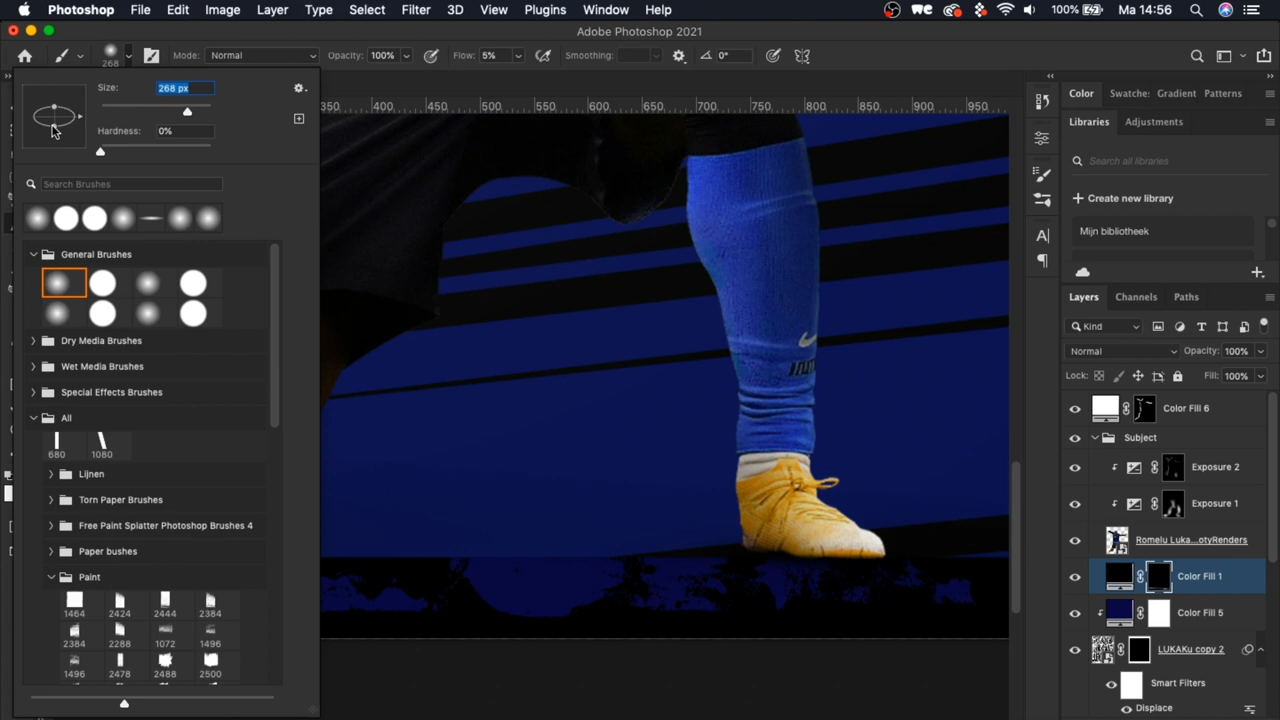 Photoshop File Edit Image Layer Type Select Filter 3D View Plugins Window Help 100% Ma 14:56
Adobe Photoshop 2021
268 Mode: Normal Opacity: 100% Flow: 5% Smoothing: 0°
Size: 268 px
Hardness: 0%
Search Brushes
General Brushes
Dry Media Brushes
Wet Media Brushes
Special Effects Brushes
All
680 1080
Lijnen
Torn Paper Brushes
Free Paint Splatter Photoshop Brushes 4
Paper bushes
Paint
1464 2424 2444 2384
2384 2288 1072 1496
1496 2478 2488 2500
350 400 450 500 550 600 650 700 750 800 850 900 950
Color Swatche: Gradient Patterns
Libraries Adjustments
Search all libraries
+ Create new library
Mijn bibliotheek
Layers Channels Paths
Kind
Normal Opacity: 100%
Lock: Fill: 100%
Color Fill 6
Subject
Exposure 2
Exposure 1
Romelu Luka...otyRenders
Color Fill 1
Color Fill 5
LUKAKu copy 2
Smart Filters
Displace